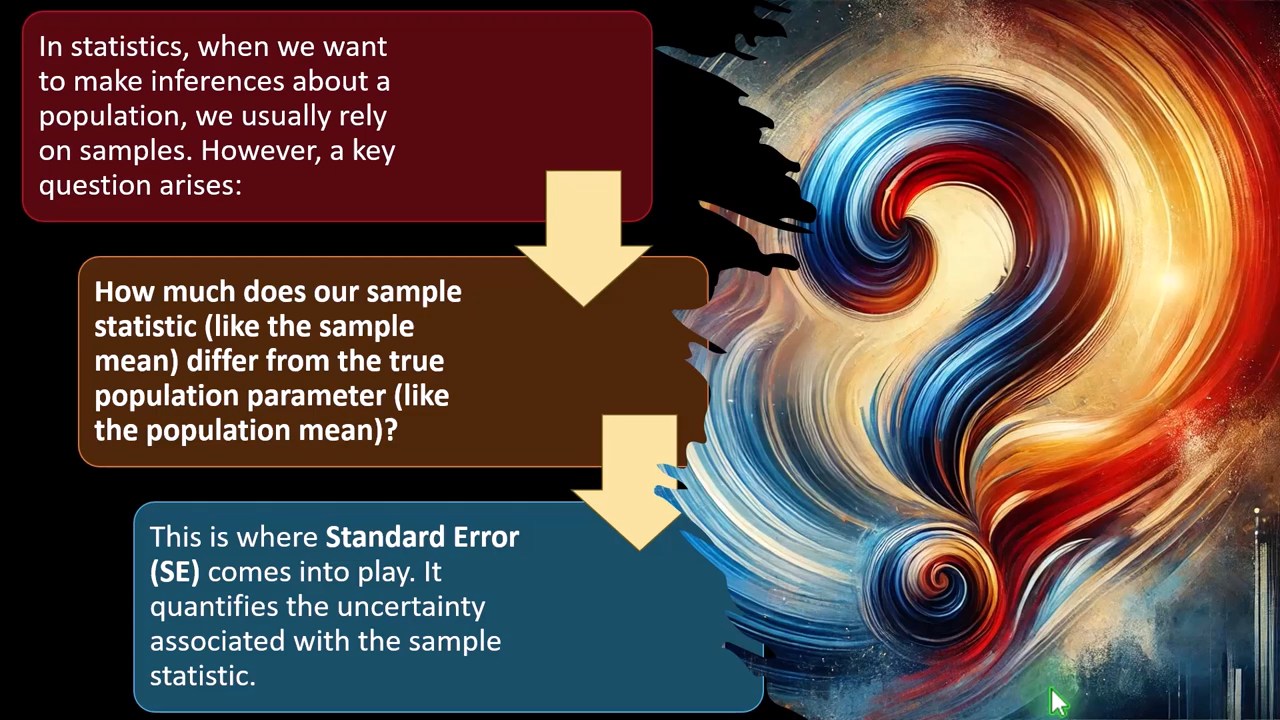 In statistics, when we want
to make inferences about a
population, we usually rely
on samples. However, a key
question arises:
How much does our sample
statistic (like the sample
mean) differ from the true
population parameter (like
the population mean)?
This is where Standard Error
(SE) comes into play. It
quantifies the uncertainty
associated with the sample
statistic.